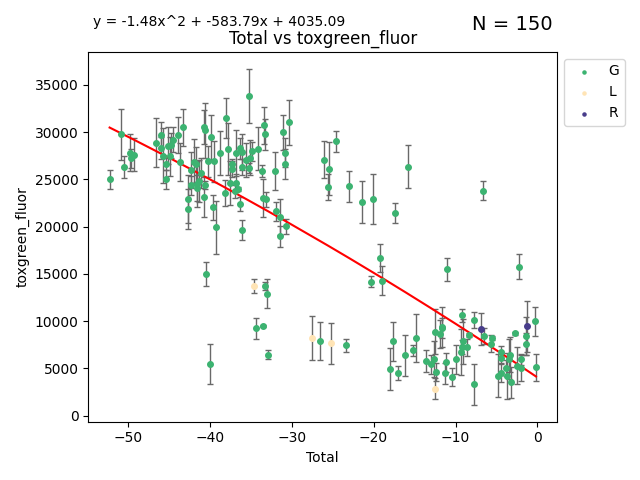 y = -1.48x^2 + -583.79x + 4035.09
N = 150
Total vs toxgreen_fluor
G
L
R
35000
30000
25000
20000
15000
10000
5000
0
toxgreen_fluor
−50
−40
−30
−20
−10
0
Total